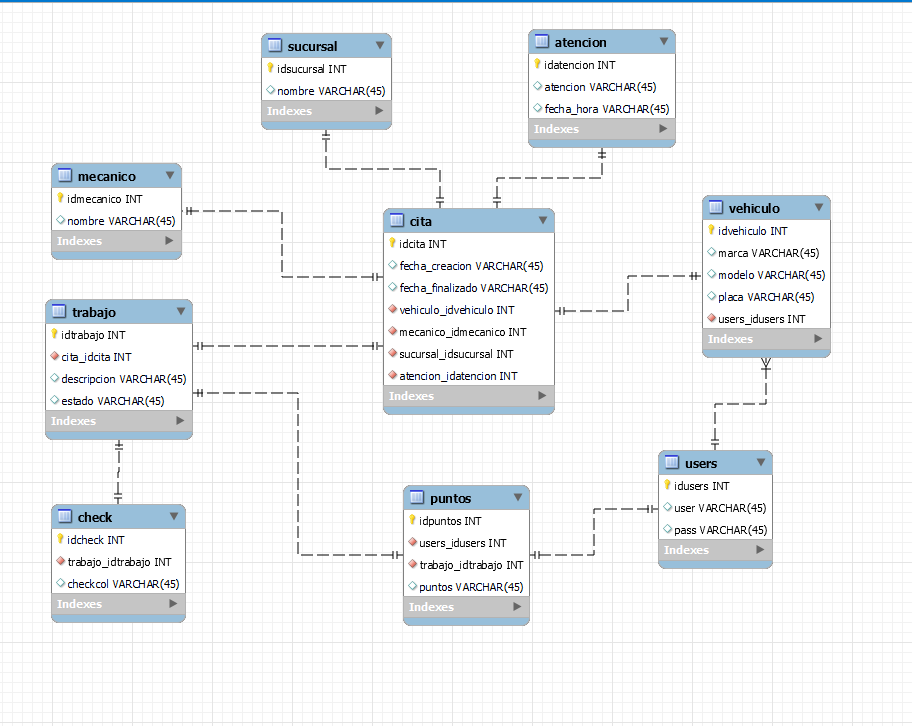 sucursal
idsucursal INT
nombre VARCHAR(45)
Indexes
atencion
idatencion INT
atencion VARCHAR(45)
fecha_hora VARCHAR(45)
Indexes
mecanico
idmecanico INT
nombre VARCHAR(45)
Indexes
cita
idcita INT
fecha_creacion VARCHAR(45)
fecha_finalizado VARCHAR(45)
vehiculo_idvehiculo INT
mecanico_idmecanico INT
sucursal_idsucursal INT
atencion_idatencion INT
Indexes
vehiculo
idvehiculo INT
marca VARCHAR(45)
modelo VARCHAR(45)
placa VARCHAR(45)
users_idusers INT
Indexes
trabajo
idtrabajo INT
cita_idcita INT
descripcion VARCHAR(45)
estado VARCHAR(45)
Indexes
check
idcheck INT
trabajo_idtrabajo INT
checkcol VARCHAR(45)
Indexes
puntos
idpuntos INT
users_idusers INT
trabajo_idtrabajo INT
puntos VARCHAR(45)
Indexes
users
idusers INT
user VARCHAR(45)
pass VARCHAR(45)
Indexes